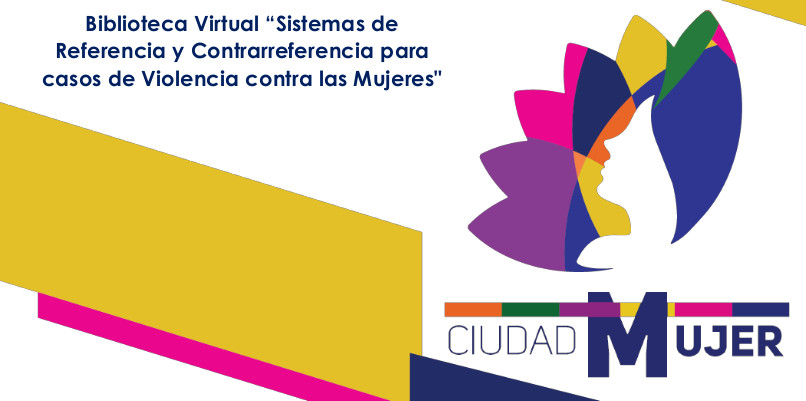 Biblioteca Virtual “Sistemas de
Referencia y Contrarreferencia para
casos de Violencia contra las Mujeres"
CIUDAD MUJER